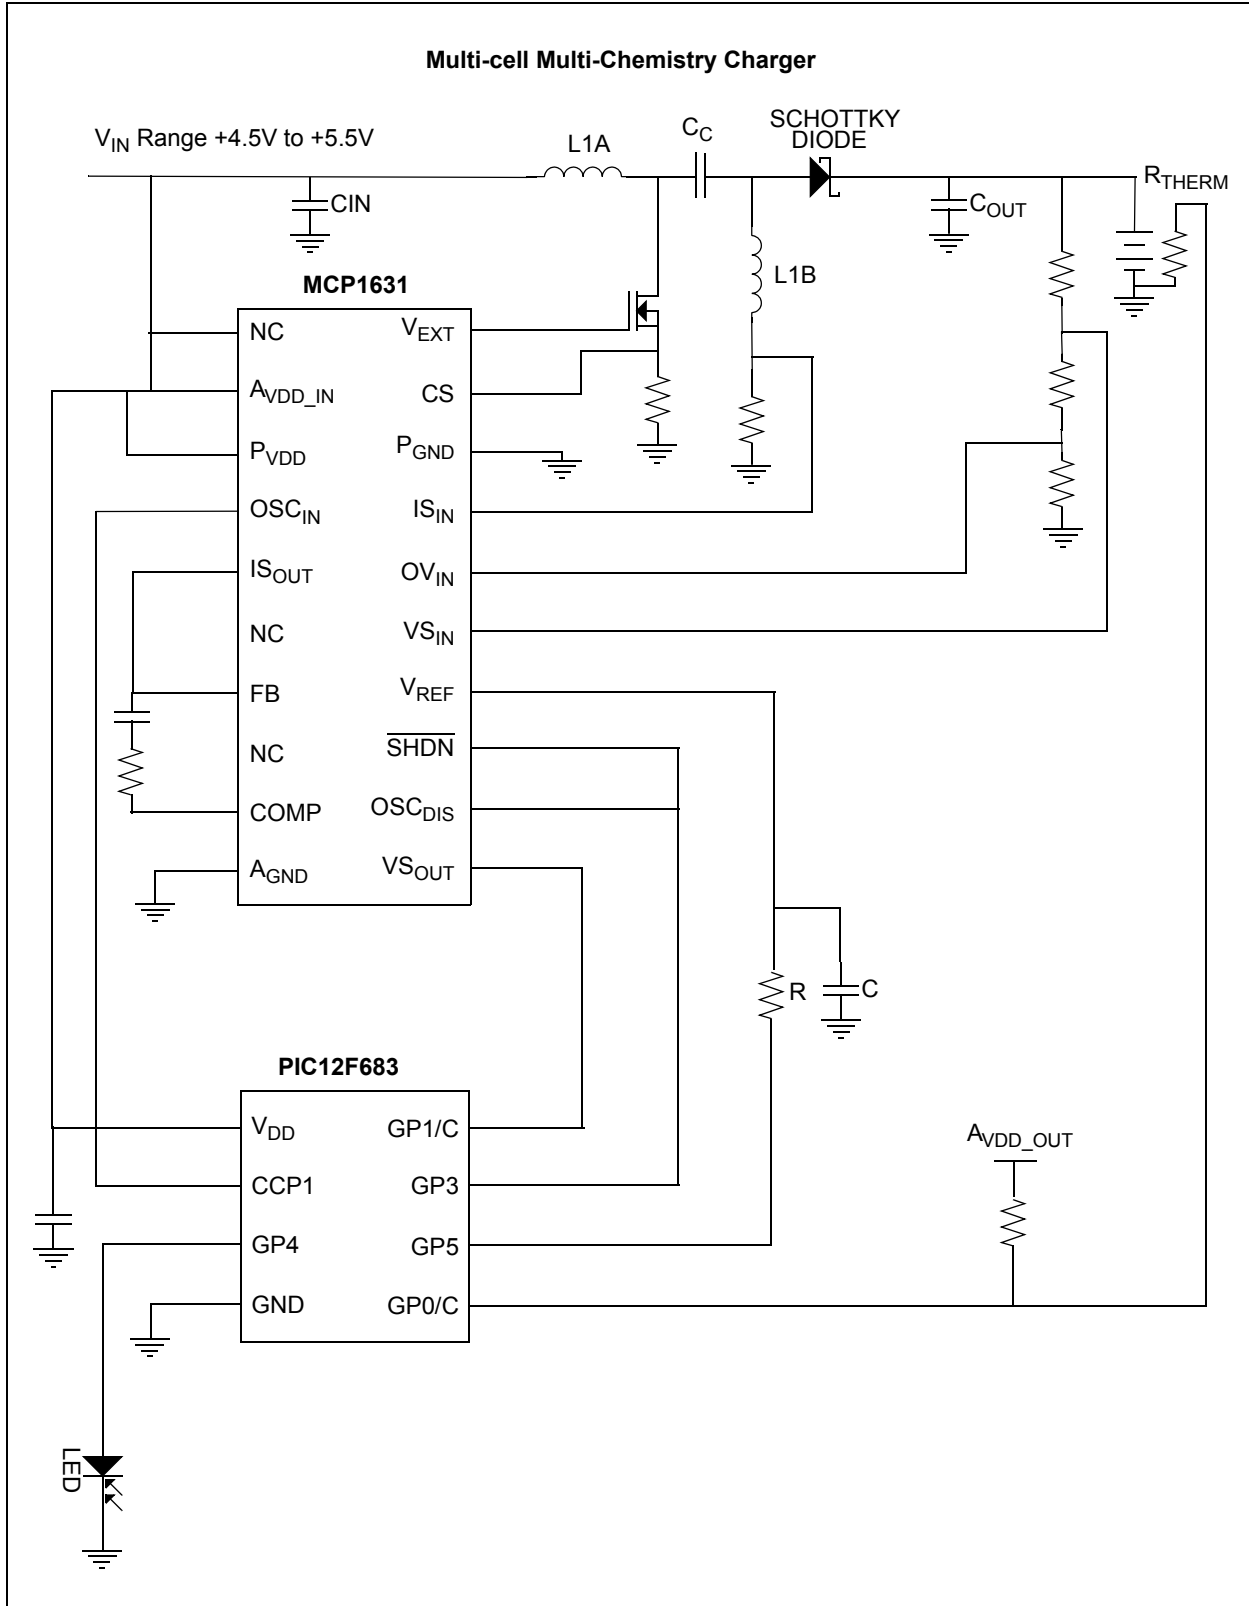 Multi-cell Multi-Chemistry Charger
V_IN Range +4.5V to +5.5V
L1A
C_C
SCHOTTKY
DIODE
R_THERM
CIN
C_OUT
L1B
MCP1631
NC V_EXT
A_VDD_IN CS
P_VDD P_GND
OSC_IN IS_IN
IS_OUT OV_IN
NC VS_IN
FB V_REF
NC S̅H̅D̅N̅
COMP OSC_DIS
A_GND VS_OUT
R C
PIC12F683
V_DD GP1/C
CCP1 GP3
GP4 GP5
GND GP0/C
A_VDD_OUT
LED